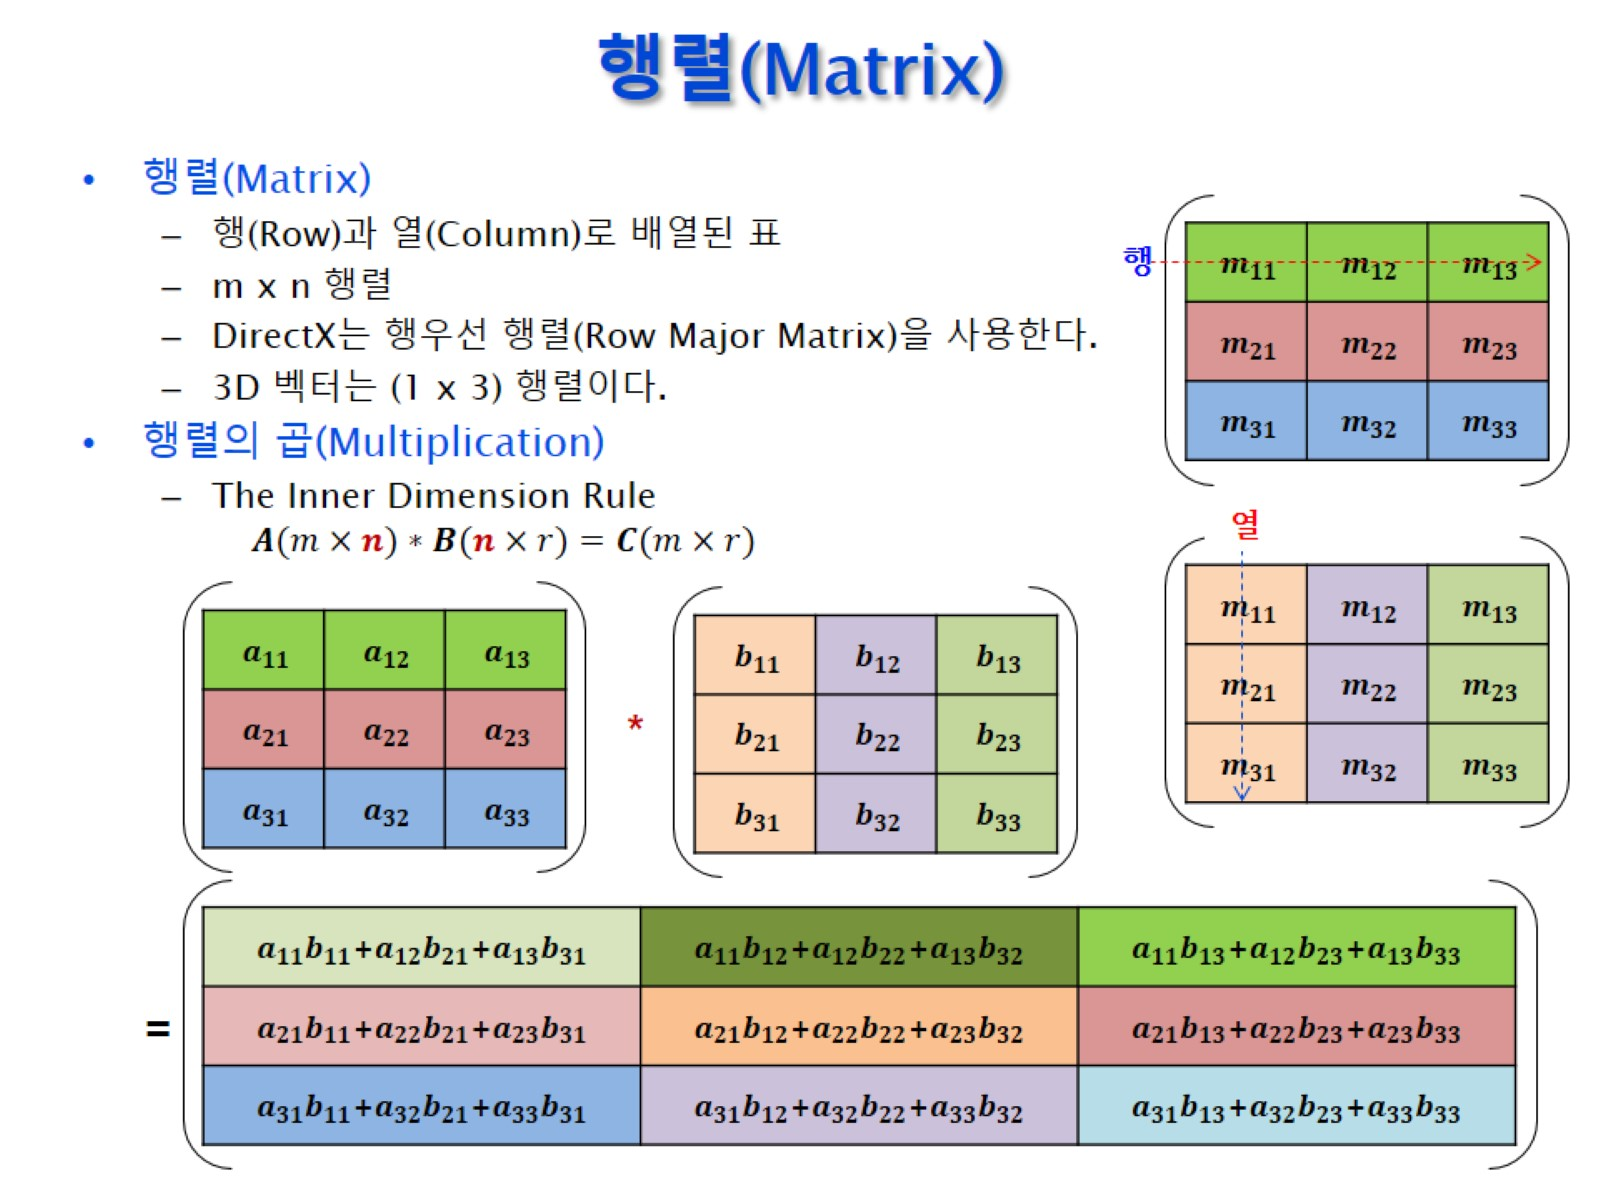 행렬(Matrix)
• 행렬(Matrix)
– 행(Row)과 열(Column)로 배열된 표
– m x n 행렬
– DirectX는 행우선 행렬(Row Major Matrix)을 사용한다.
– 3D 벡터는 (1 x 3) 행렬이다.
• 행렬의 곱(Multiplication)
– The Inner Dimension Rule
A(m × n) ∗ B(n × r) = C(m × r)
행
m₁₁ m₁₂ m₁₃
m₂₁ m₂₂ m₂₃
m₃₁ m₃₂ m₃₃
열
m₁₁ m₁₂ m₁₃
m₂₁ m₂₂ m₂₃
m₃₁ m₃₂ m₃₃
a₁₁ a₁₂ a₁₃
a₂₁ a₂₂ a₂₃
a₃₁ a₃₂ a₃₃
*
b₁₁ b₁₂ b₁₃
b₂₁ b₂₂ b₂₃
b₃₁ b₃₂ b₃₃
=
a₁₁b₁₁+a₁₂b₂₁+a₁₃b₃₁ a₁₁b₁₂+a₁₂b₂₂+a₁₃b₃₂ a₁₁b₁₃+a₁₂b₂₃+a₁₃b₃₃
a₂₁b₁₁+a₂₂b₂₁+a₂₃b₃₁ a₂₁b₁₂+a₂₂b₂₂+a₂₃b₃₂ a₂₁b₁₃+a₂₂b₂₃+a₂₃b₃₃
a₃₁b₁₁+a₃₂b₂₁+a₃₃b₃₁ a₃₁b₁₂+a₃₂b₂₂+a₃₃b₃₂ a₃₁b₁₃+a₃₂b₂₃+a₃₃b₃₃